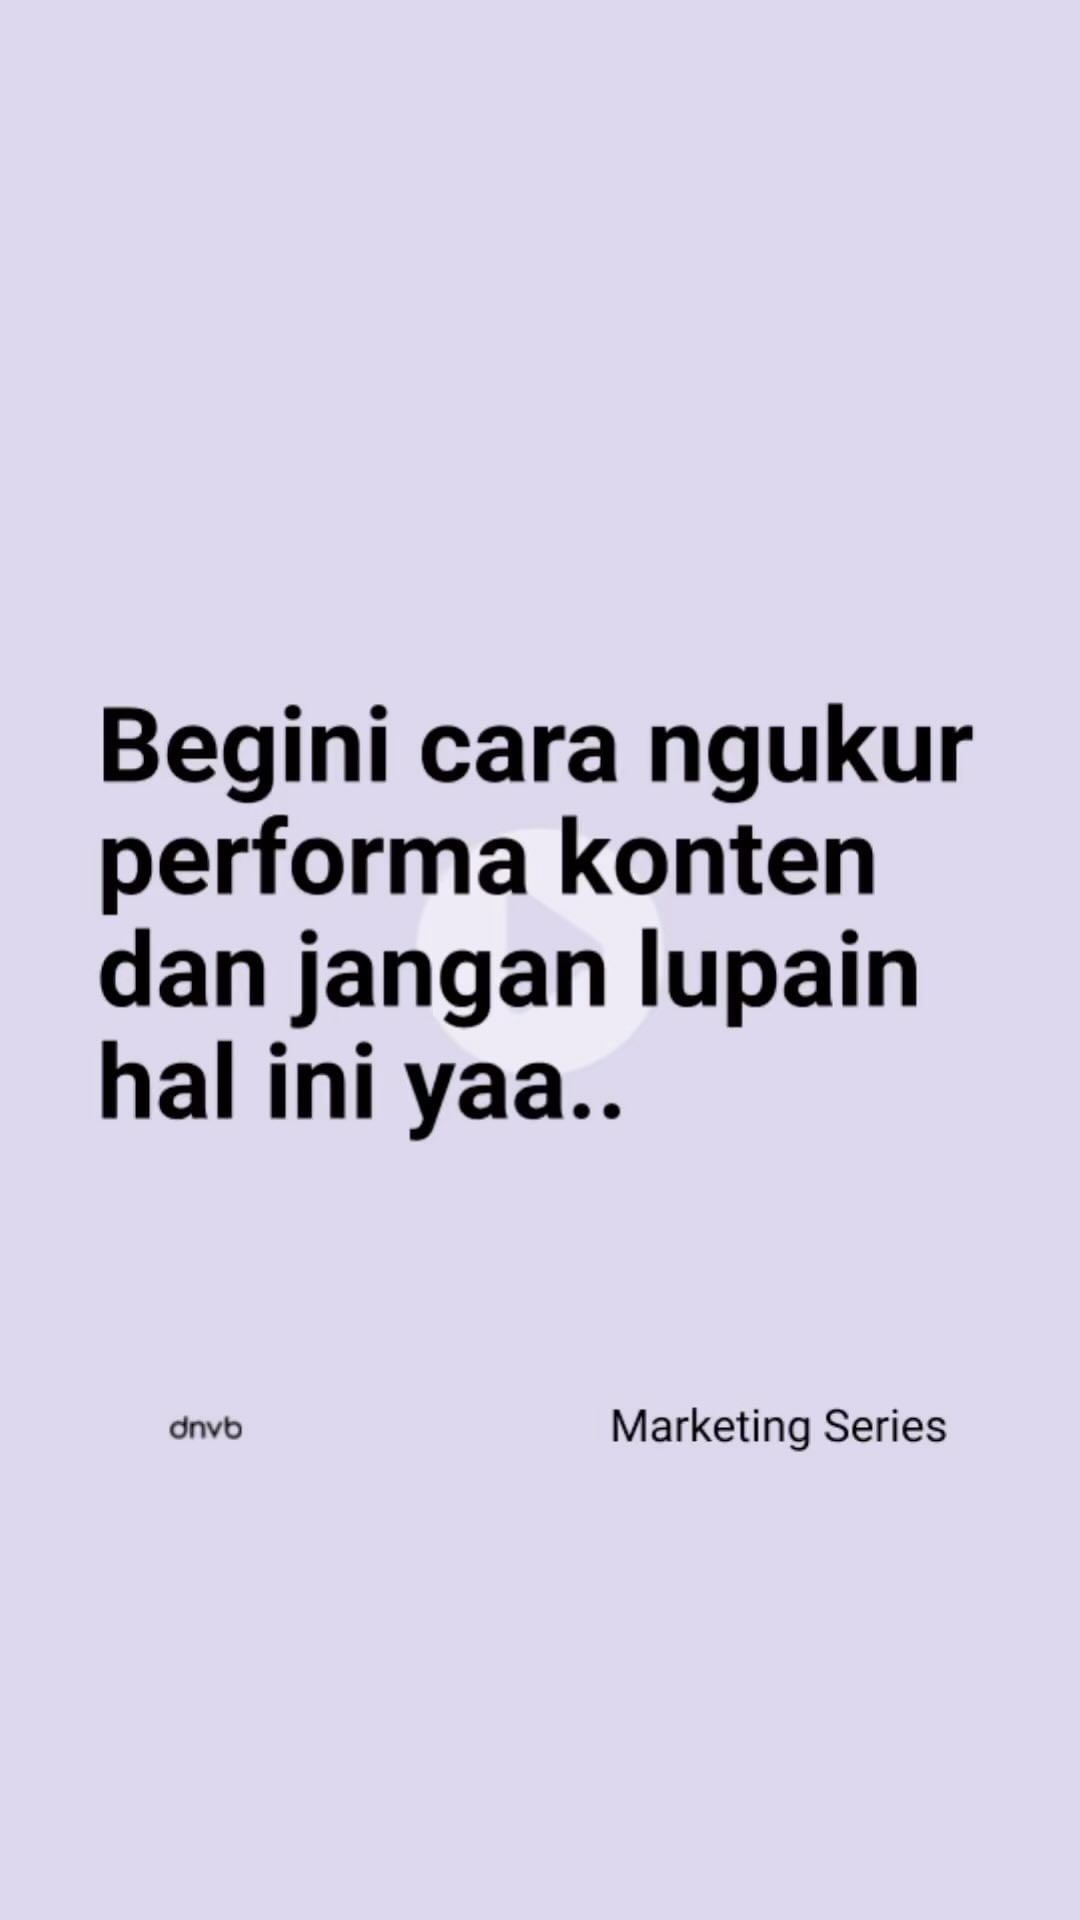 Begini cara ngukur
performa konten
dan jangan lupain
hal ini yaa..
dnvb
Marketing Series